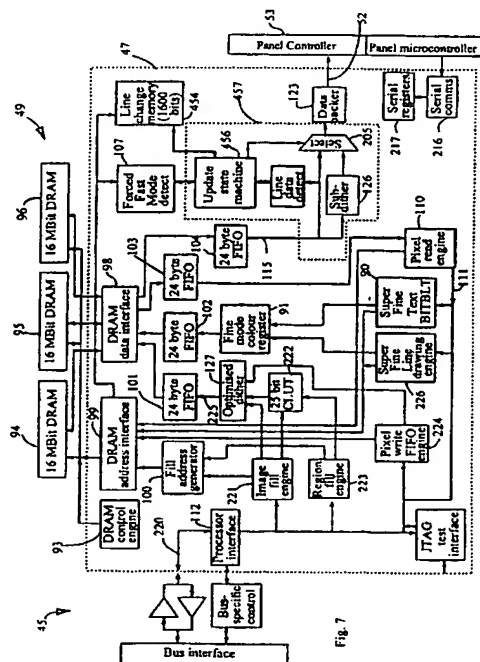 45
49
47
53
52
Panel Controller
Panel microcontroller
16 MBit DRAM
94
16 MBit DRAM
95
16 MBit DRAM
96
DRAM
control
engine
93
DRAM
address interface
99
DRAM
data interface
98
Forced
Fast Mode
detect
107
Line
change
memory
(1600
bits)
454
457
Update
state
machine
456
Line
data detect
Data
packer
123
Select
205
Serial
registers
217
Serial
comms
216
24 byte
FIFO
103
24 byte
FIFO
104
115
126
24 byte
FIFO
101
24 byte
FIFO
102
Fill address
generator
100
225
Optimised
dither
127
Fine
mode colour
register
91
25 bit
CLUT
222
Image
fill
engine
221
Region
fill engine
223
Super Fine
Text
BITBLT
90
Super
Fine Line
drawing engine
226
Pixel
read engine
110
111
Pixel write
FIFO
engine
224
220
Processor
interface
112
Bus-
specific
control
Bus interface
JTAG
test
interface
Fig. 7